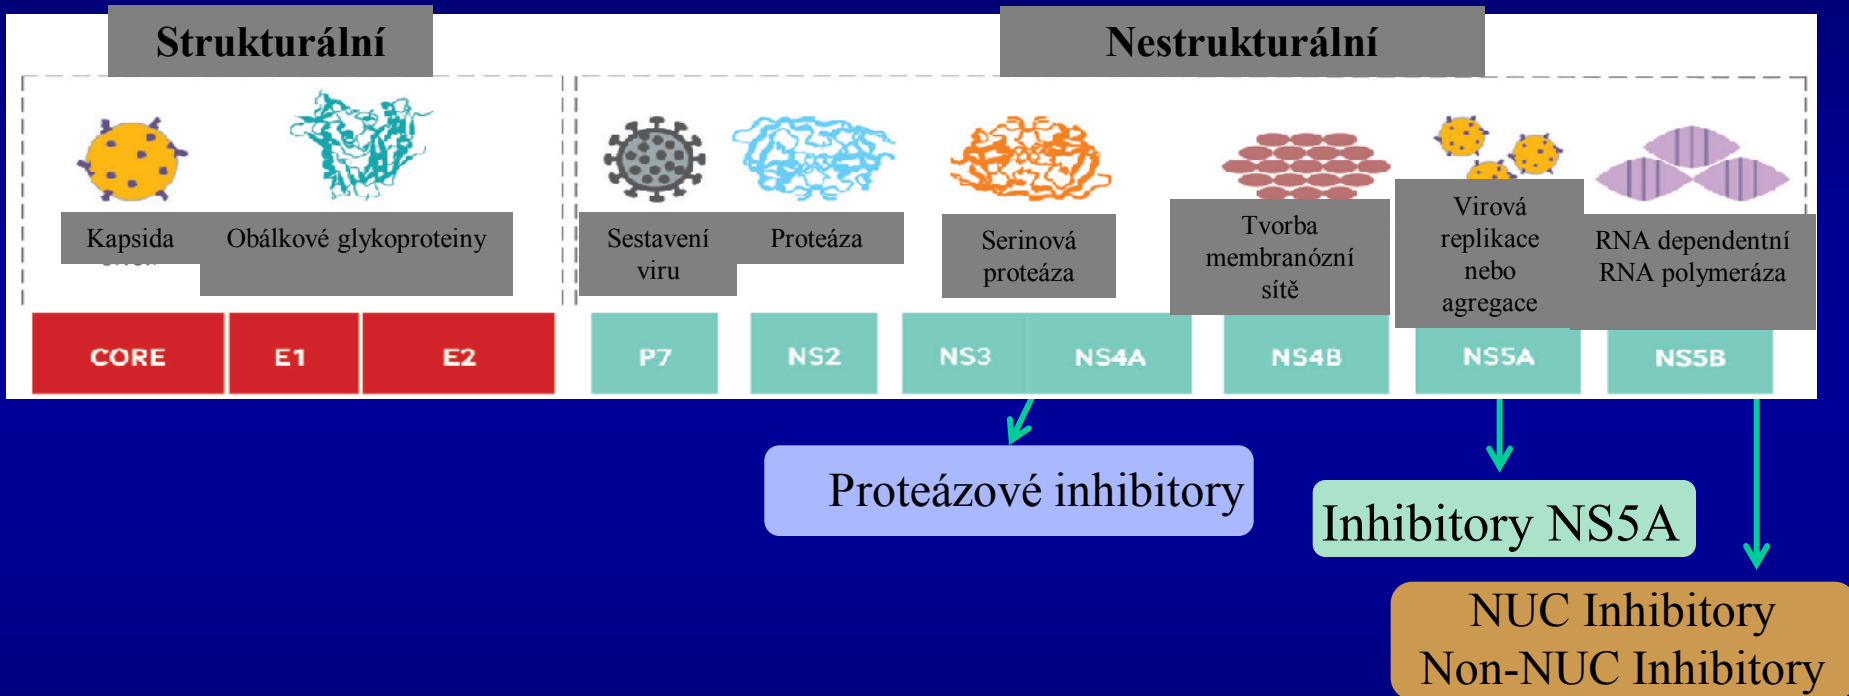 Strukturální
Nestrukturální
Kapsida
Obálkové glykoproteiny
Sestavení
viru
Proteáza
Serinová
proteáza
Tvorba
membranózní
sítě
Virová
replikace
nebo
agregace
RNA dependentní
RNA polymeráza
CORE
E1
E2
P7
NS2
NS3
NS4A
NS4B
NS5A
NS5B
Proteázové inhibitory
Inhibitory NS5A
NUC Inhibitory
Non-NUC Inhibitory